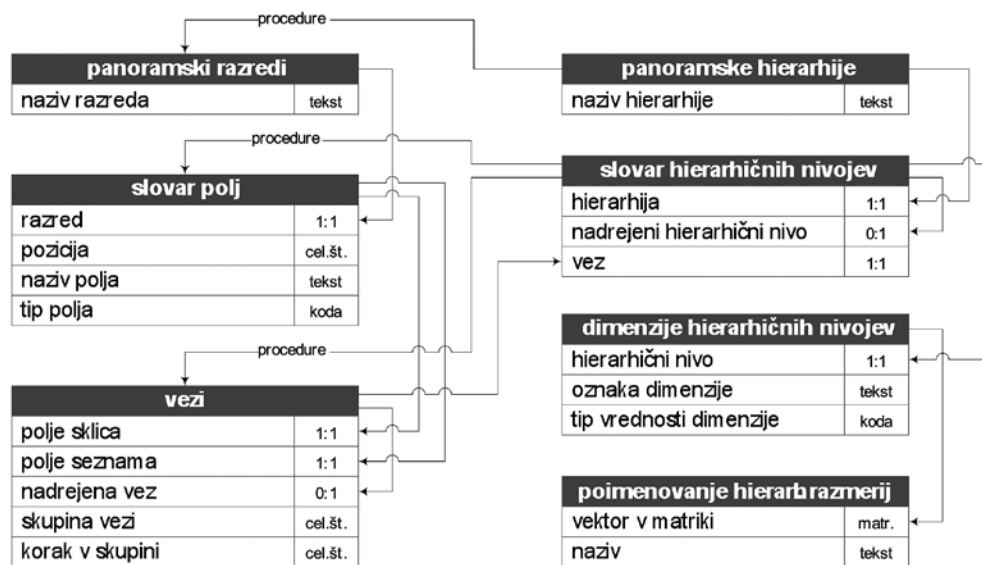 procedure
panoramski razredi
naziv razreda tekst
procedure
slovar polj
razred 1:1
pozicija cel.št.
naziv polja tekst
tip polja koda
procedure
vezi
polje sklica 1:1
polje seznama 1:1
nadrejena vez 0:1
skupina vezi cel.št.
korak v skupini cel.št.
panoramske hierarhije
naziv hierarhije tekst
slovar hierarhičnih nivojev
hierarhija 1:1
nadrejeni hierarhični nivo 0:1
vez 1:1
dimenzije hierarhičnih nivojev
hierarhični nivo 1:1
oznaka dimenzije tekst
tip vrednosti dimenzije koda
poimenovanje hierarh.razmerij
vektor v matriki matr.
naziv tekst